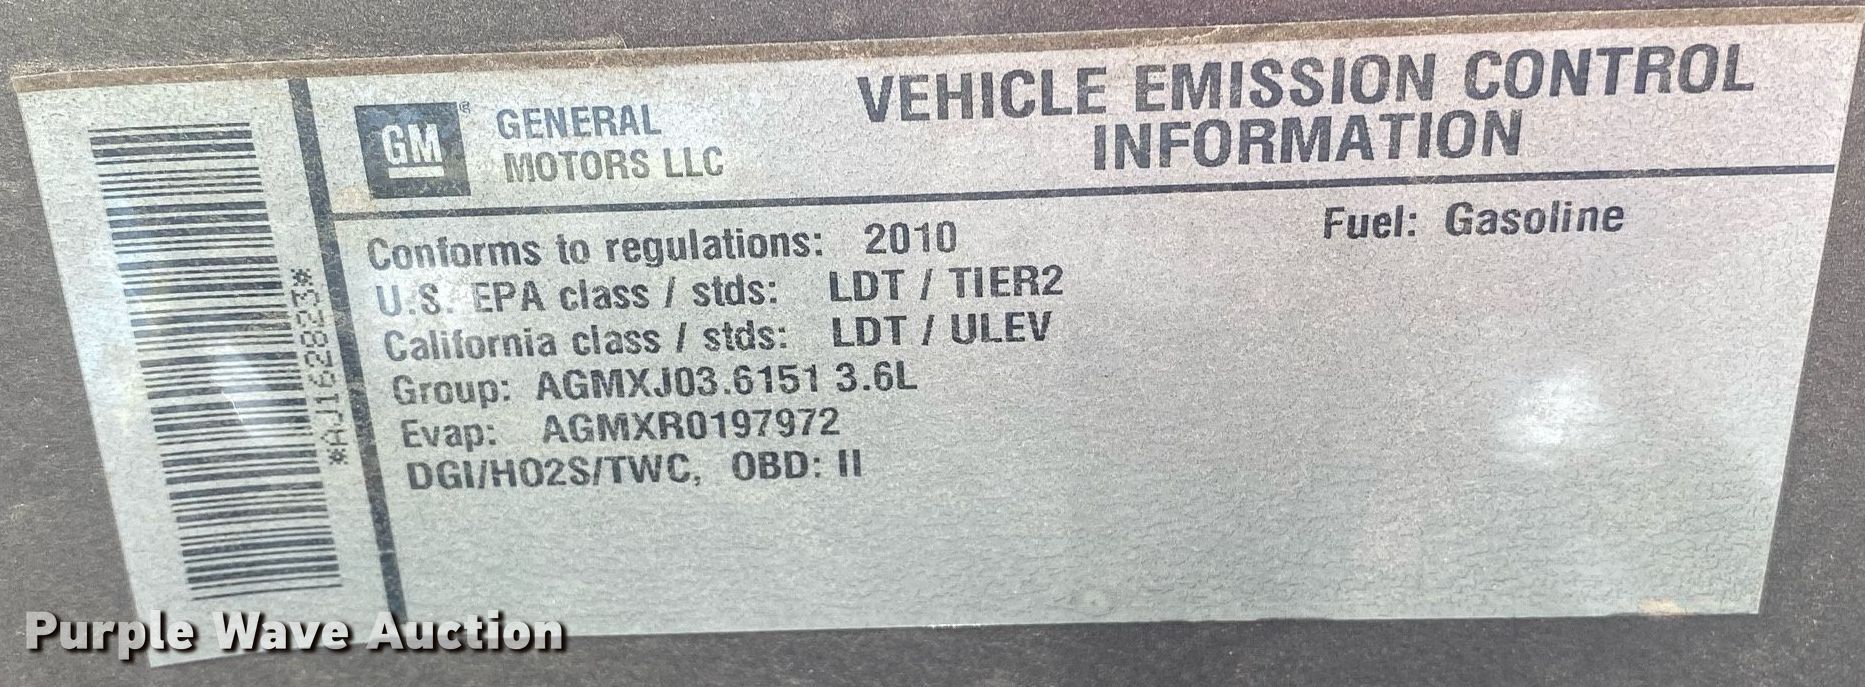 GM
®
GENERAL
MOTORS LLC
VEHICLE EMISSION CONTROL
INFORMATION
Conforms to regulations: 2010
Fuel: Gasoline
U.S. EPA class / stds: LDT / TIER2
California class / stds: LDT / ULEV
Group: AGMXJ03.6151 3.6L
Evap: AGMXR0197972
DGI/HO2S/TWC, OBD: II
*AJ162823*
Purple Wave Auction